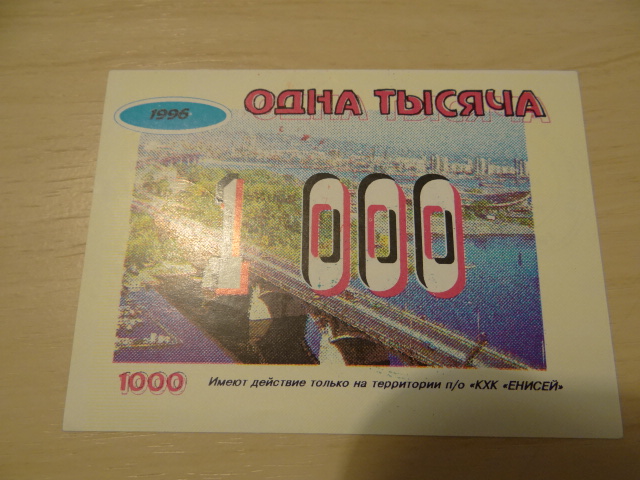 1996
ОДНА ТЫСЯЧА
1 000
1000
Имеют действие только на территории п/о «КХК «ЕНИСЕЙ»